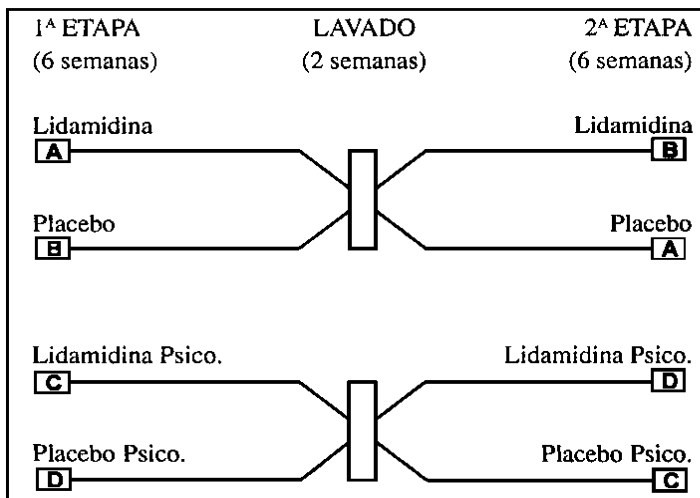 1ᴬ ETAPA LAVADO 2ᴬ ETAPA
(6 semanas) (2 semanas) (6 semanas)
Lidamidina Lidamidina
A B
Placebo Placebo
B A
Lidamidina Psico. Lidamidina Psico.
C D
Placebo Psico. Placebo Psico.
D C